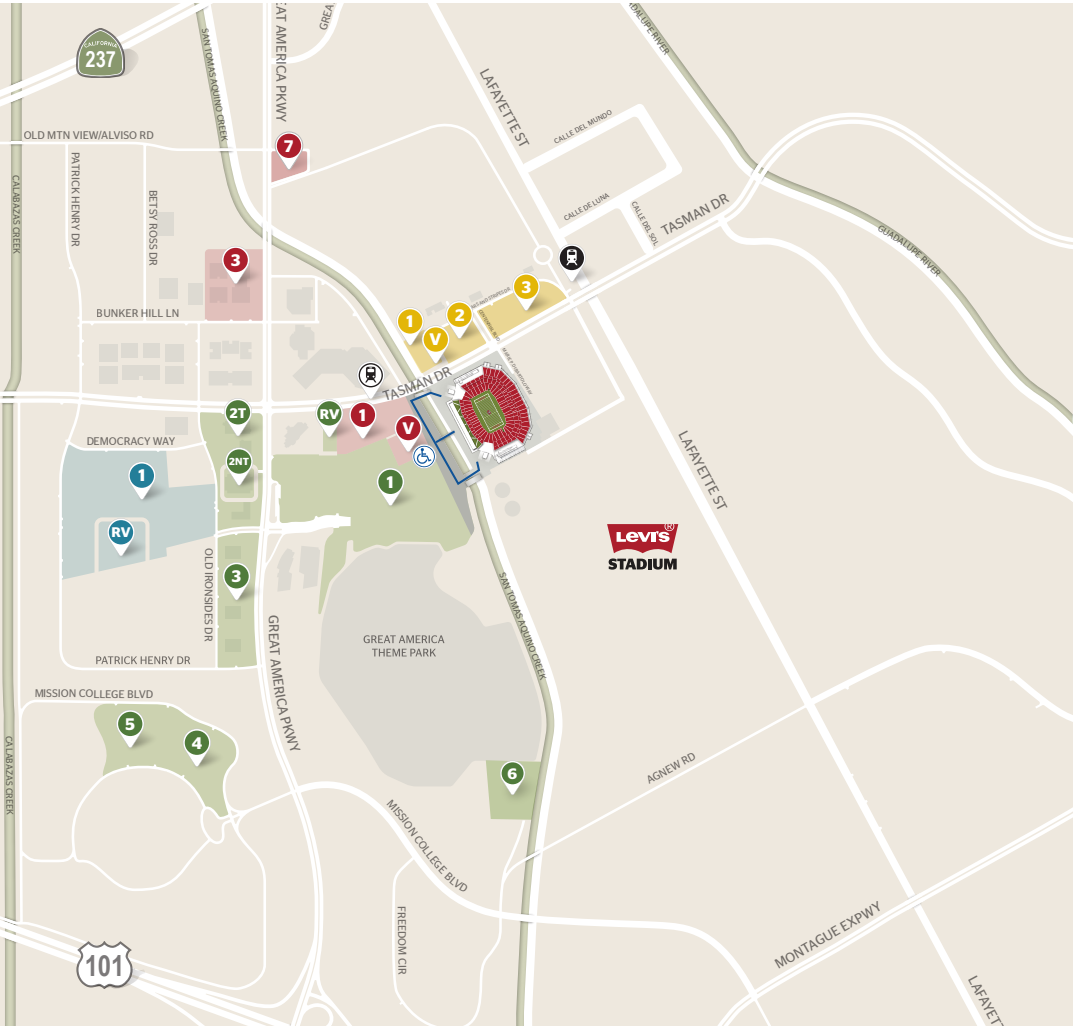 CALIFORNIA
237
SAN TOMAS AQUINO CREEK
GREAT AMERICA PKWY
GREA
GUADALUPE RIVER
LAFAYETTE ST
CALLE DEL MUNDO
OLD MTN VIEW/ALVISO RD
7
PATRICK HENRY DR
BETSY ROSS DR
CALABAZAS CREEK
CALLE DE LUNA
CALLE DEL SOL
TASMAN DR
GUADALUPE RIVER
3
3
1
2
V
BUNKER HILL LN
TASMAN DR
2T
RV
1
V
DEMOCRACY WAY
2NT
1
1
RV
LAFAYETTE ST
LEVI'S
®
STADIUM
3
OLD IRONSIDES DR
SAN TOMAS AQUINO CREEK
GREAT AMERICA
THEME PARK
PATRICK HENRY DR
GREAT AMERICA PKWY
MISSION COLLEGE BLVD
5
4
CALABAZAS CREEK
6
AGNEW RD
MISSION COLLEGE BLVD
FREEDOM CIR
MONTAGUE EXPWY
101
LAFAYETT